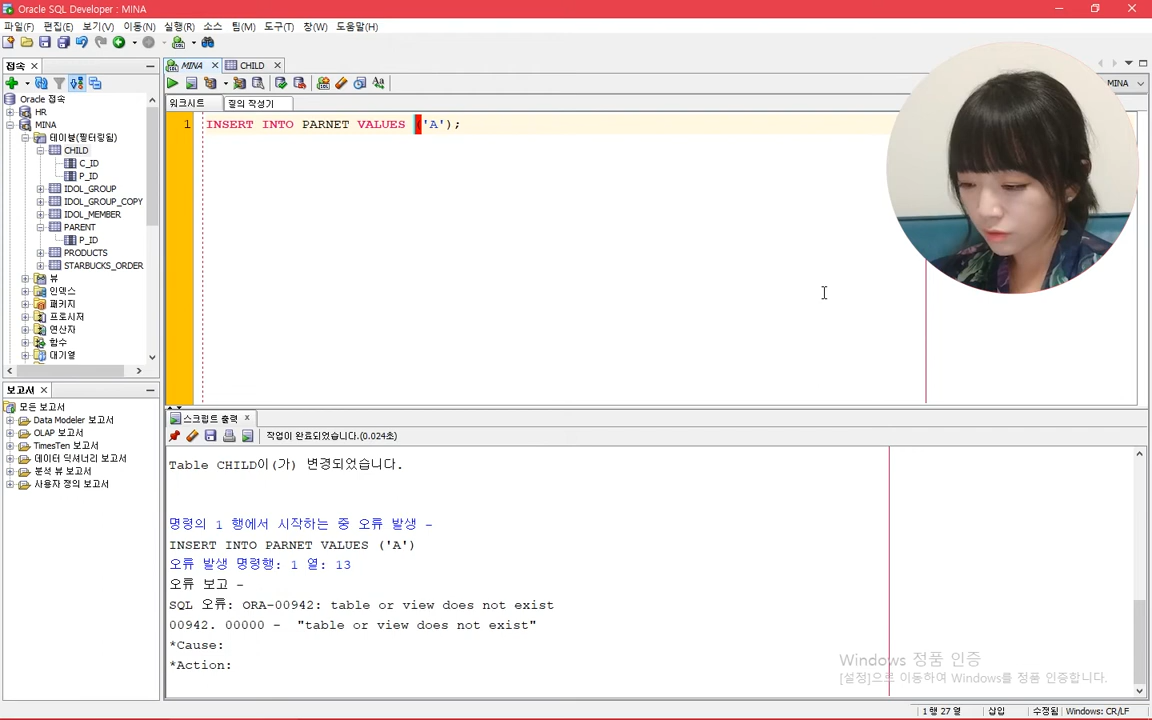 Oracle SQL Developer : MINA
파일(F) 편집(E) 보기(V) 이동(N) 실행(R) 소스 팀(M) 도구(T) 창(W) 도움말(H)
접속
MINA
CHILD
MINA
Oracle 접속
HR
MINA
테이블(필터링됨)
CHILD
C_ID
P_ID
IDOL_GROUP
IDOL_GROUP_COPY
IDOL_MEMBER
PARENT
P_ID
PRODUCTS
STARBUCKS_ORDER
뷰
인덱스
패키지
프로시저
연산자
함수
대기열
워크시트 질의 작성기
1 INSERT INTO PARNET VALUES ('A');
보고서
모든 보고서
Data Modeler 보고서
OLAP 보고서
TimesTen 보고서
데이터 딕셔너리 보고서
분석 뷰 보고서
사용자 정의 보고서
스크립트 출력
작업이 완료되었습니다.(0.024초)
Table CHILD이(가) 변경되었습니다.
명령의 1 행에서 시작하는 중 오류 발생 -
INSERT INTO PARNET VALUES ('A')
오류 발생 명령행: 1 열: 13
오류 보고 -
SQL 오류: ORA-00942: table or view does not exist
00942. 00000 - "table or view does not exist"
*Cause:
*Action:
Windows 정품 인증
[설정]으로 이동하여 Windows를 정품 인증합니다.
1 행 27 열 삽입 수정됨 Windows: CR/LF